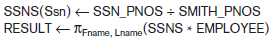 SSNS(Ssn) ← SSN_PNOS ÷ SMITH_PNOS
RESULT ← πFname, Lname(SSNS * EMPLOYEE)